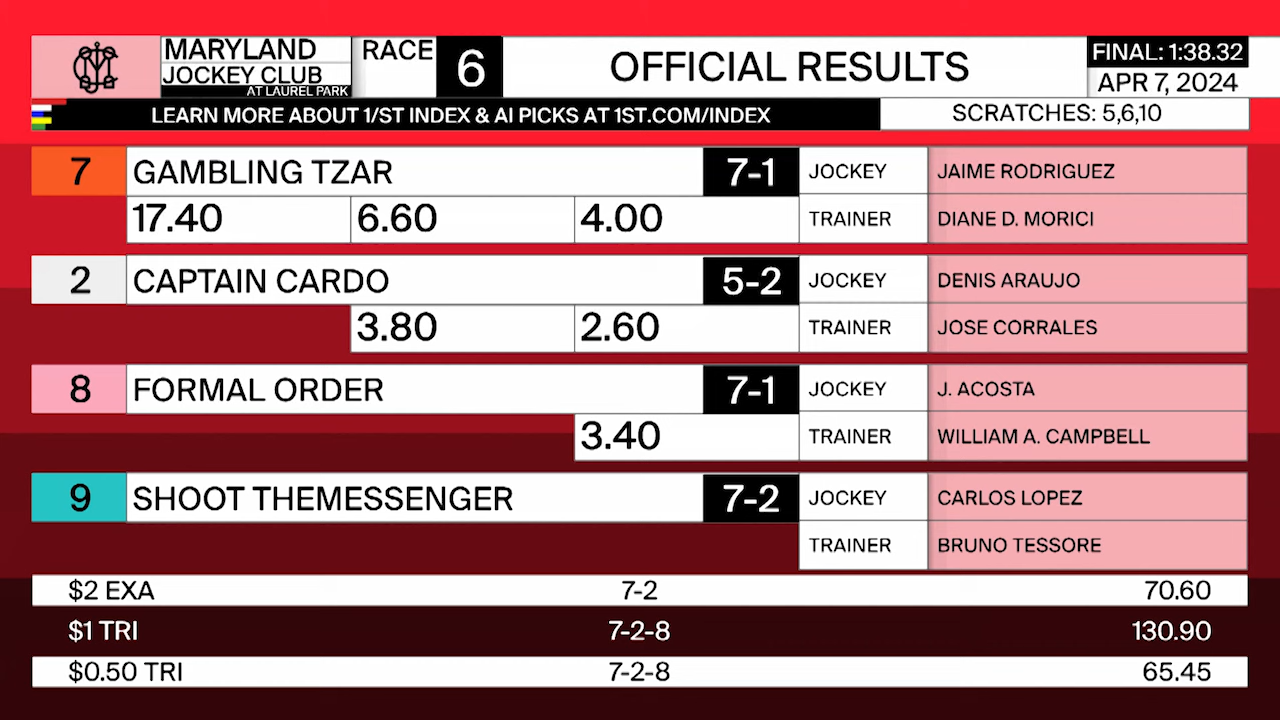 MARYLAND
JOCKEY CLUB
AT LAUREL PARK
RACE 6
OFFICIAL RESULTS
FINAL: 1:38.32
APR 7, 2024
LEARN MORE ABOUT 1/ST INDEX & AI PICKS AT 1ST.COM/INDEX
SCRATCHES: 5,6,10
7 GAMBLING TZAR 7-1 JOCKEY JAIME RODRIGUEZ
17.40 6.60 4.00 TRAINER DIANE D. MORICI
2 CAPTAIN CARDO 5-2 JOCKEY DENIS ARAUJO
3.80 2.60 TRAINER JOSE CORRALES
8 FORMAL ORDER 7-1 JOCKEY J. ACOSTA
3.40 TRAINER WILLIAM A. CAMPBELL
9 SHOOT THEMESSENGER 7-2 JOCKEY CARLOS LOPEZ
TRAINER BRUNO TESSORE
$2 EXA 7-2 70.60
$1 TRI 7-2-8 130.90
$0.50 TRI 7-2-8 65.45